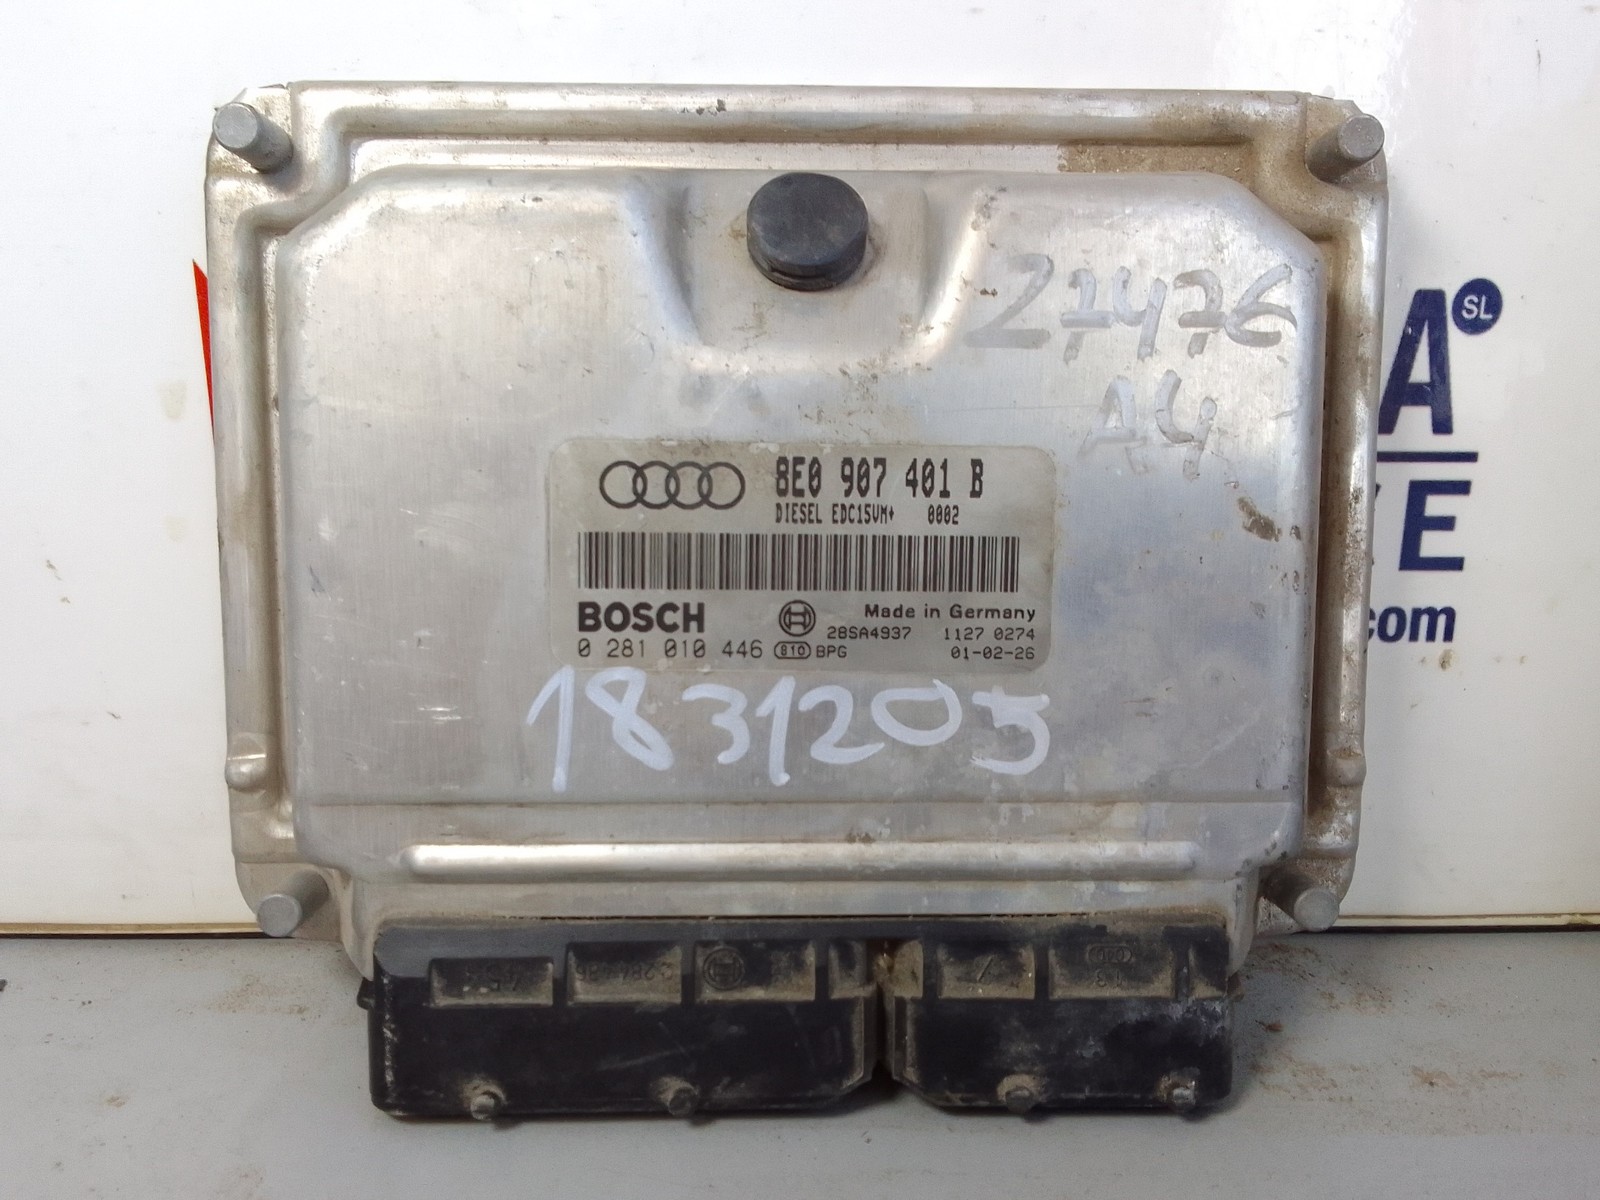 27476
A4
8E0 907 401 B
DIESEL EDC15VM+ 0002
BOSCH
Made in Germany
28SA4937 1127 0274
0 281 010 446 810 BPG 01-02-26
1831205
A SL
E
.com